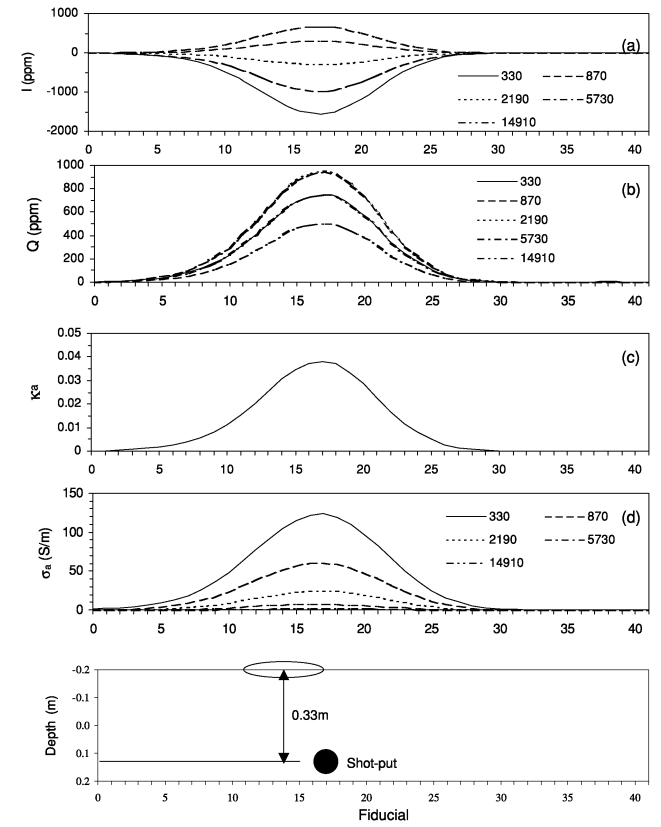 1000
0
-1000
-2000
I (ppm)
(a)
330 870
2190 5730
14910
0 5 10 15 20 25 30 35 40
1000
800
600
400
200
0
Q (ppm)
(b)
330
870
2190
5730
14910
0 5 10 15 20 25 30 35 40
0.05
0.04
0.03
0.02
0.01
0
κa
(c)
0 5 10 15 20 25 30 35 40
150
100
50
0
σa (S/m)
(d)
330 870
2190 5730
14910
0 5 10 15 20 25 30 35 40
-0.2
-0.1
0.0
0.1
0.2
Depth (m)
0.33m
Shot-put
0 5 10 15 20 25 30 35 40
Fiducial